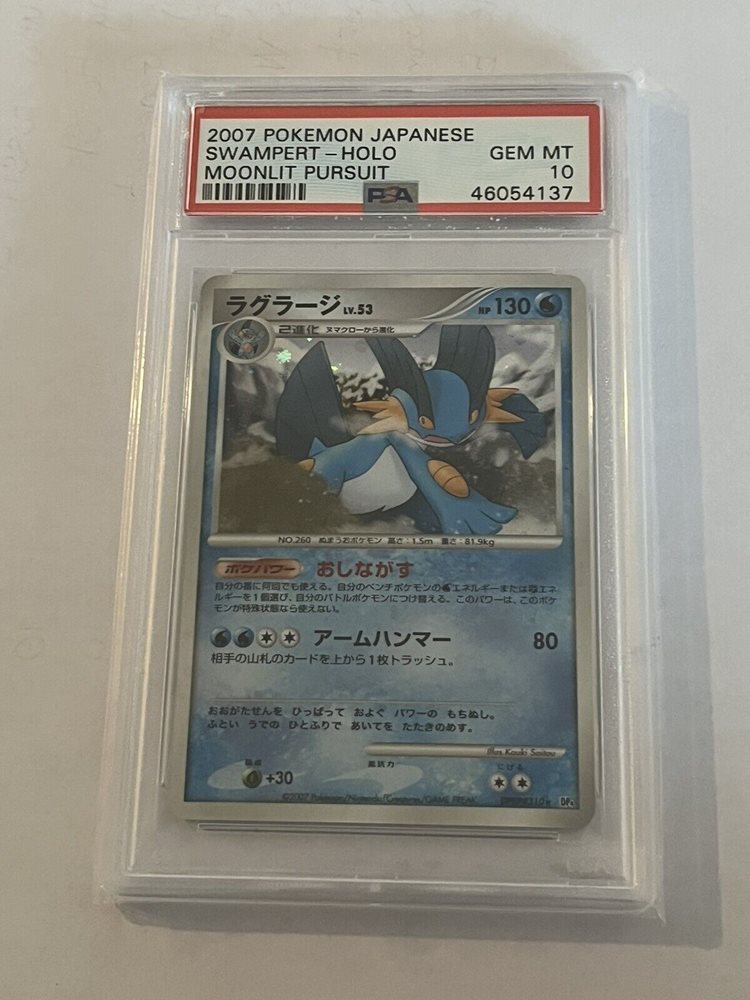 2007 POKEMON JAPANESE
SWAMPERT - HOLO GEM MT
MOONLIT PURSUIT 10
PSA 46054137
ラグラージ LV.53 HP 130
2進化 ヌマクローから進化
NO.260 ぬまうおポケモン 高さ:1.5m 重さ:81.9kg
ポケパワー おしながす
自分の番に何回でも使える。自分のベンチポケモンの エネルギーまたは エネ
ルギーを1個選び、自分のバトルポケモンにつけ替える。このパワーは、このポケ
モンが特殊状態なら使えない。
アームハンマー 80
相手の山札のカードを上から1枚トラッシュ。
おおがたせんを ひっぱって およぐ パワーの もちぬし。
ふとい うでの ひとふりで あいてを たたきのめす。
Illus. Kouki Saitou
弱点 抵抗力 にげる
+30
©2007 Pokémon/Nintendo/Creatures/GAME FREAK